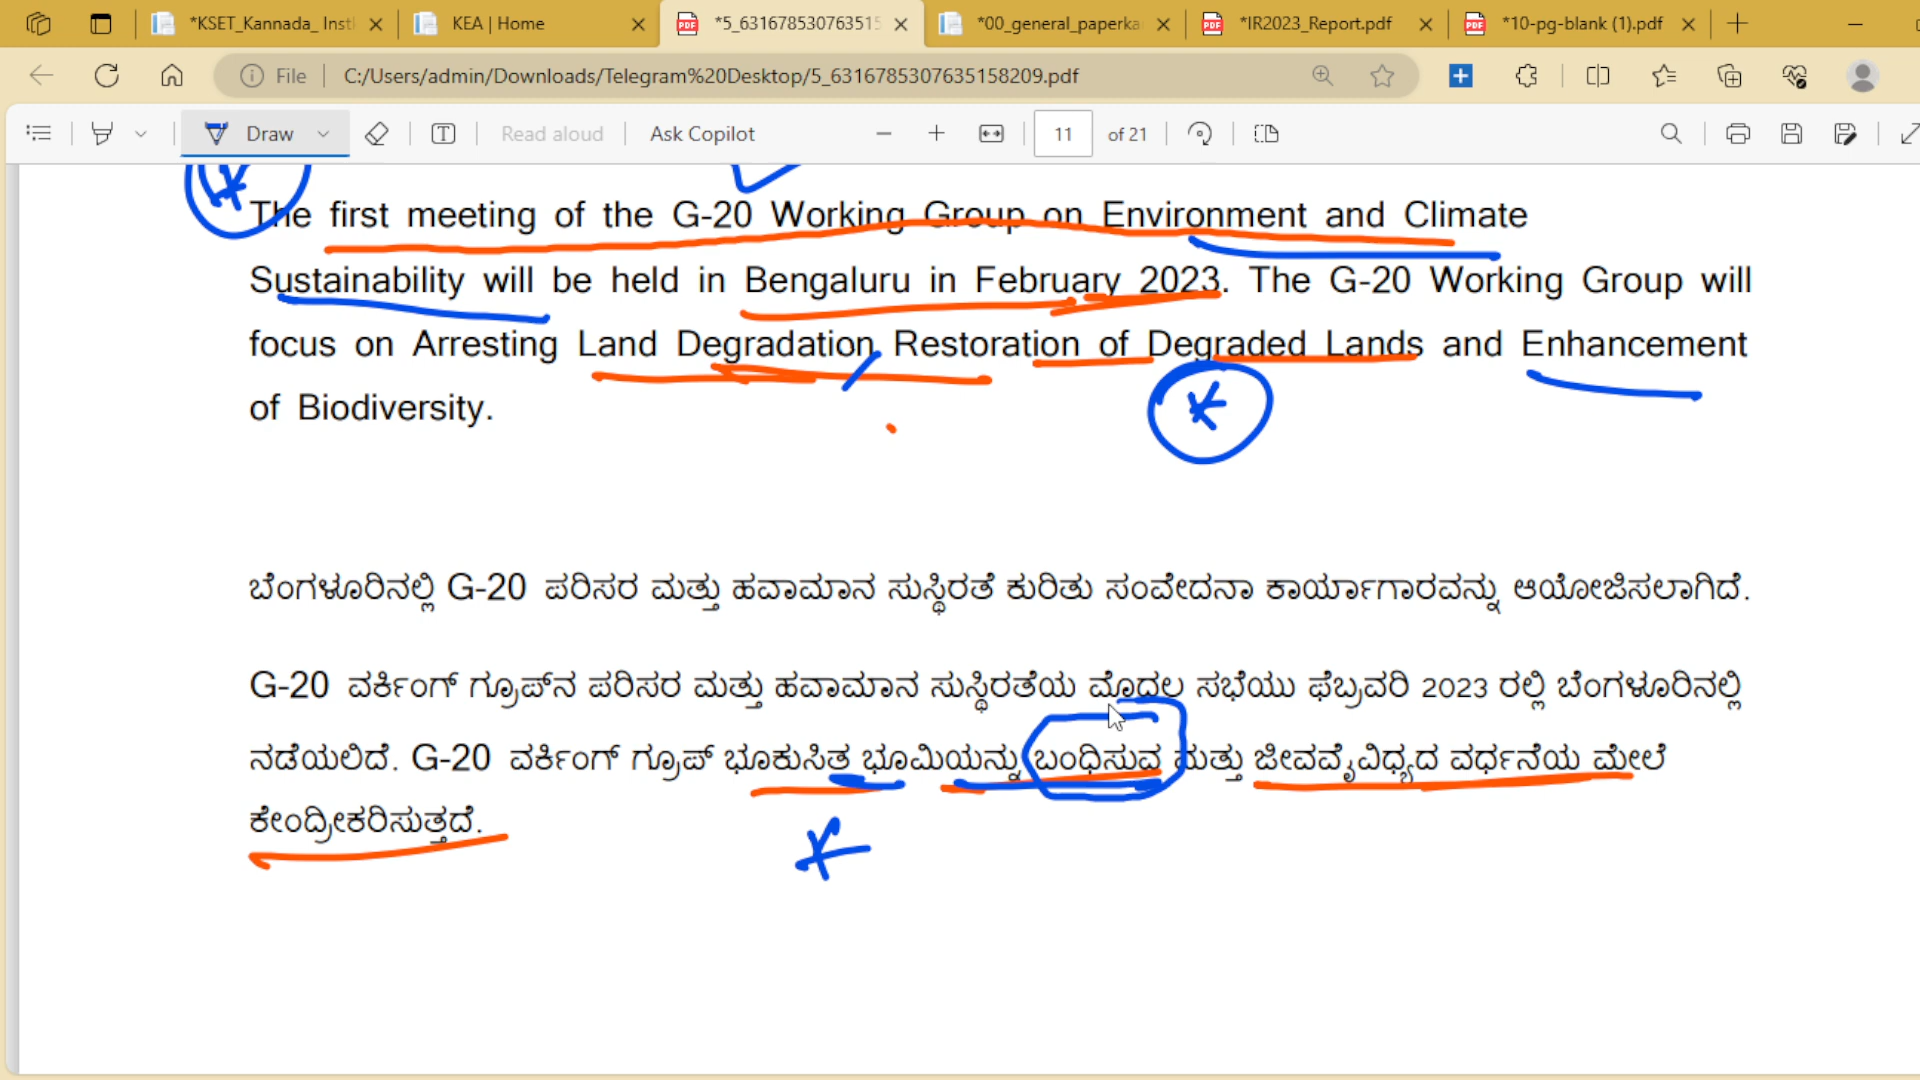 *KSET_Kannada_ Insti
KEA | Home
*5_631678530763515
*00_general_paperka
*IR2023_Report.pdf
*10-pg-blank (1).pdf
File
C:/Users/admin/Downloads/Telegram%20Desktop/5_6316785307635158209.pdf
Draw
Read aloud
Ask Copilot
11 of 21
The first meeting of the G-20 Working Group on Environment and Climate
Sustainability will be held in Bengaluru in February 2023. The G-20 Working Group will
focus on Arresting Land Degradation, Restoration of Degraded Lands and Enhancement
of Biodiversity.
ಬೆಂಗಳೂರಿನಲ್ಲಿ G-20 ಪರಿಸರ ಮತ್ತು ಹವಾಮಾನ ಸುಸ್ಥಿರತೆ ಕುರಿತು ಸಂವೇದನಾ ಕಾರ್ಯಾಗಾರವನ್ನು ಆಯೋಜಿಸಲಾಗಿದೆ.
G-20 ವರ್ಕಿಂಗ್ ಗ್ರೂಪ್‌ನ ಪರಿಸರ ಮತ್ತು ಹವಾಮಾನ ಸುಸ್ಥಿರತೆಯ ಮೊದಲ ಸಭೆಯು ಫೆಬ್ರವರಿ 2023 ರಲ್ಲಿ ಬೆಂಗಳೂರಿನಲ್ಲಿ
ನಡೆಯಲಿದೆ. G-20 ವರ್ಕಿಂಗ್ ಗ್ರೂಪ್ ಭೂಕುಸಿತ ಭೂಮಿಯನ್ನು ಬಂಧಿಸುವ ಮತ್ತು ಜೀವವೈವಿಧ್ಯದ ವರ್ಧನೆಯ ಮೇಲೆ
ಕೇಂದ್ರೀಕರಿಸುತ್ತದೆ.